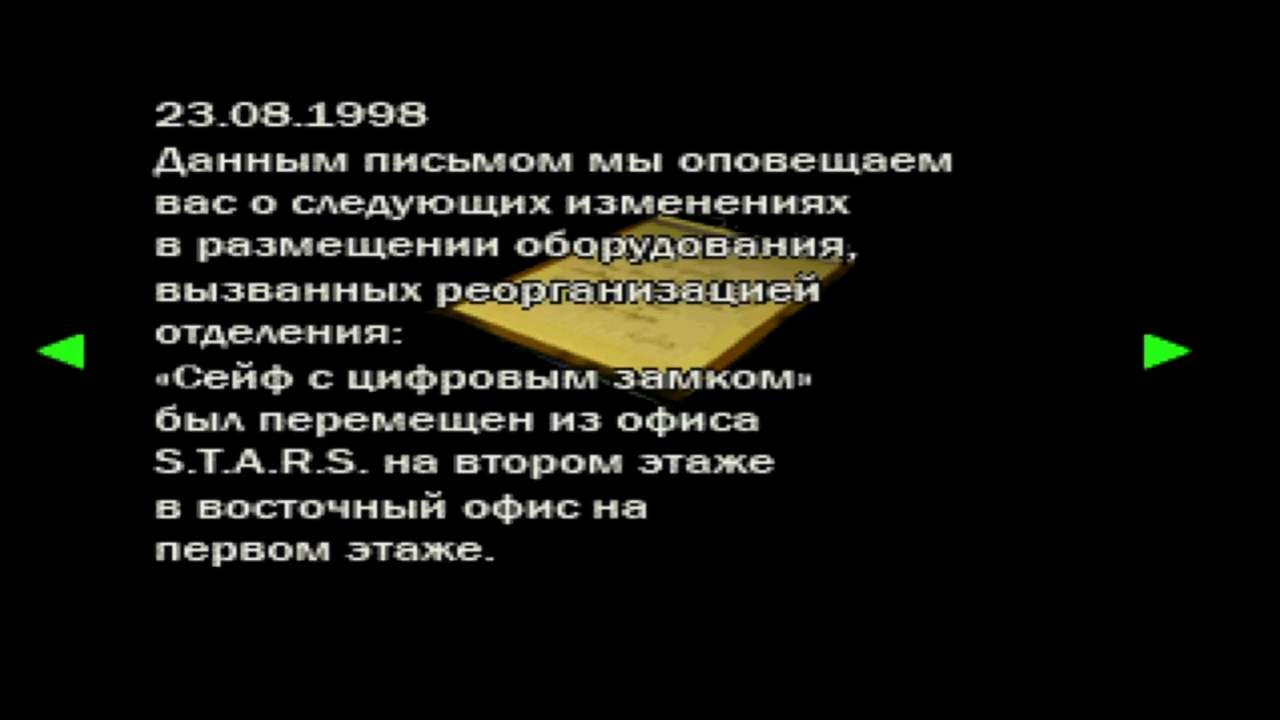 23.08.1998
Данным письмом мы оповещаем
вас о следующих изменениях
в размещении оборудования,
вызванных реорганизацией
отделения:
«Сейф с цифровым замком»
был перемещен из офиса
S.T.A.R.S. на втором этаже
в восточный офис на
первом этаже.